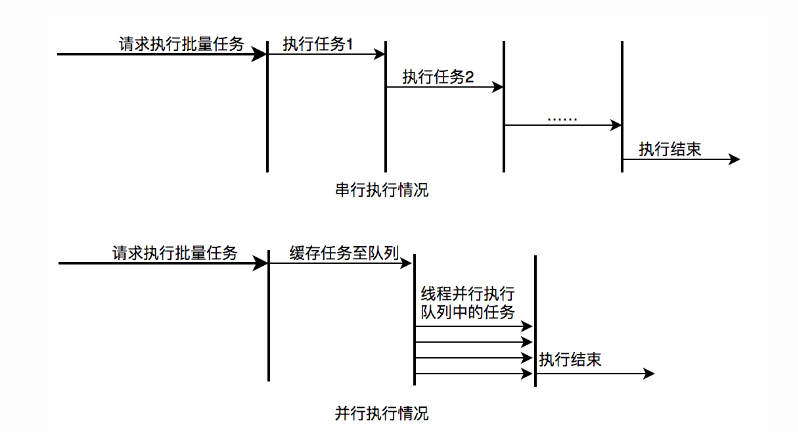 请求执行批量任务
执行任务1
执行任务2
......
执行结束
串行执行情况
请求执行批量任务
缓存任务至队列
线程并行执行
队列中的任务
执行结束
并行执行情况